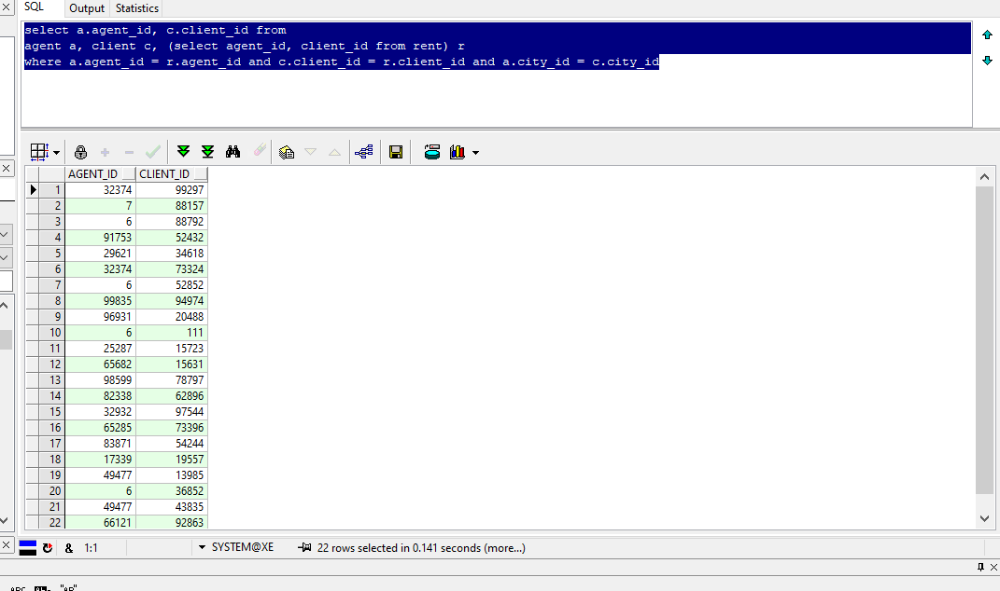 SQL Output Statistics
select a.agent_id, c.client_id from
agent a, client c, (select agent_id, client_id from rent) r
where a.agent_id = r.agent_id and c.client_id = r.client_id and a.city_id = c.city_id
AGENT_ID CLIENT_ID
1 32374 99297
2 7 88157
3 6 88792
4 91753 52432
5 29621 34618
6 32374 73324
7 6 52852
8 99835 94974
9 96931 20488
10 6 111
11 25287 15723
12 65682 15631
13 98599 78797
14 82338 62896
15 32932 97544
16 65285 73396
17 83871 54244
18 17339 19557
19 49477 13985
20 6 36852
21 49477 43835
22 66121 92863
& 1:1 SYSTEM@XE 22 rows selected in 0.141 seconds (more...)